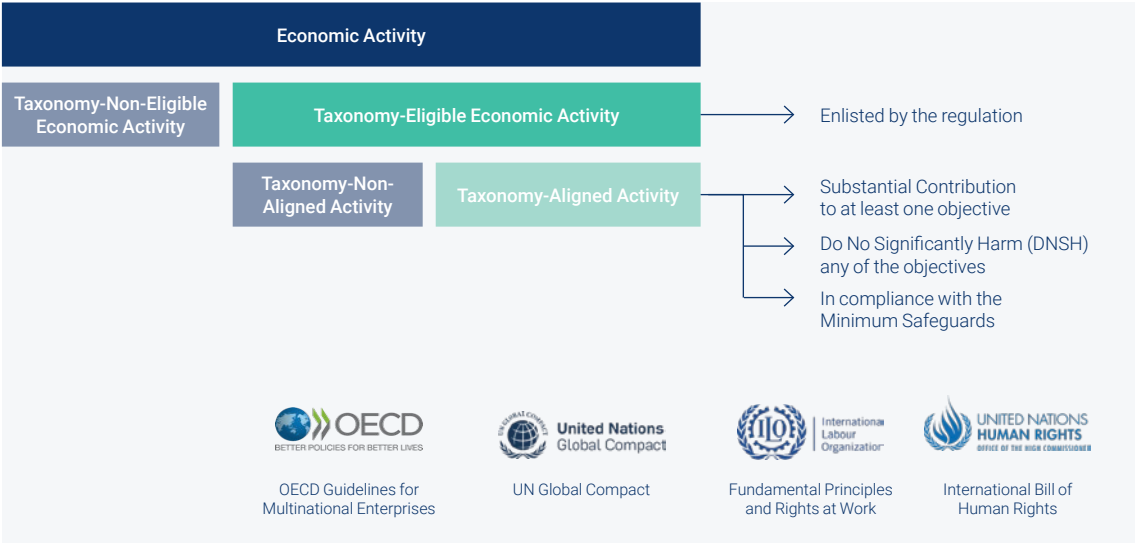 Economic Activity
Taxonomy-Non-Eligible
Economic Activity
Taxonomy-Eligible Economic Activity
Enlisted by the regulation
Taxonomy-Non-
Aligned Activity
Taxonomy-Aligned Activity
Substantial Contribution
to at least one objective
Do No Significantly Harm (DNSH)
any of the objectives
In compliance with the
Minimum Safeguards
OECD
BETTER POLICIES FOR BETTER LIVES
UN GLOBAL COMPACT
United Nations
Global Compact
ILO
International
Labour
Organization
UNITED NATIONS
HUMAN RIGHTS
OFFICE OF THE HIGH COMMISSIONER
OECD Guidelines for
Multinational Enterprises
UN Global Compact
Fundamental Principles
and Rights at Work
International Bill of
Human Rights